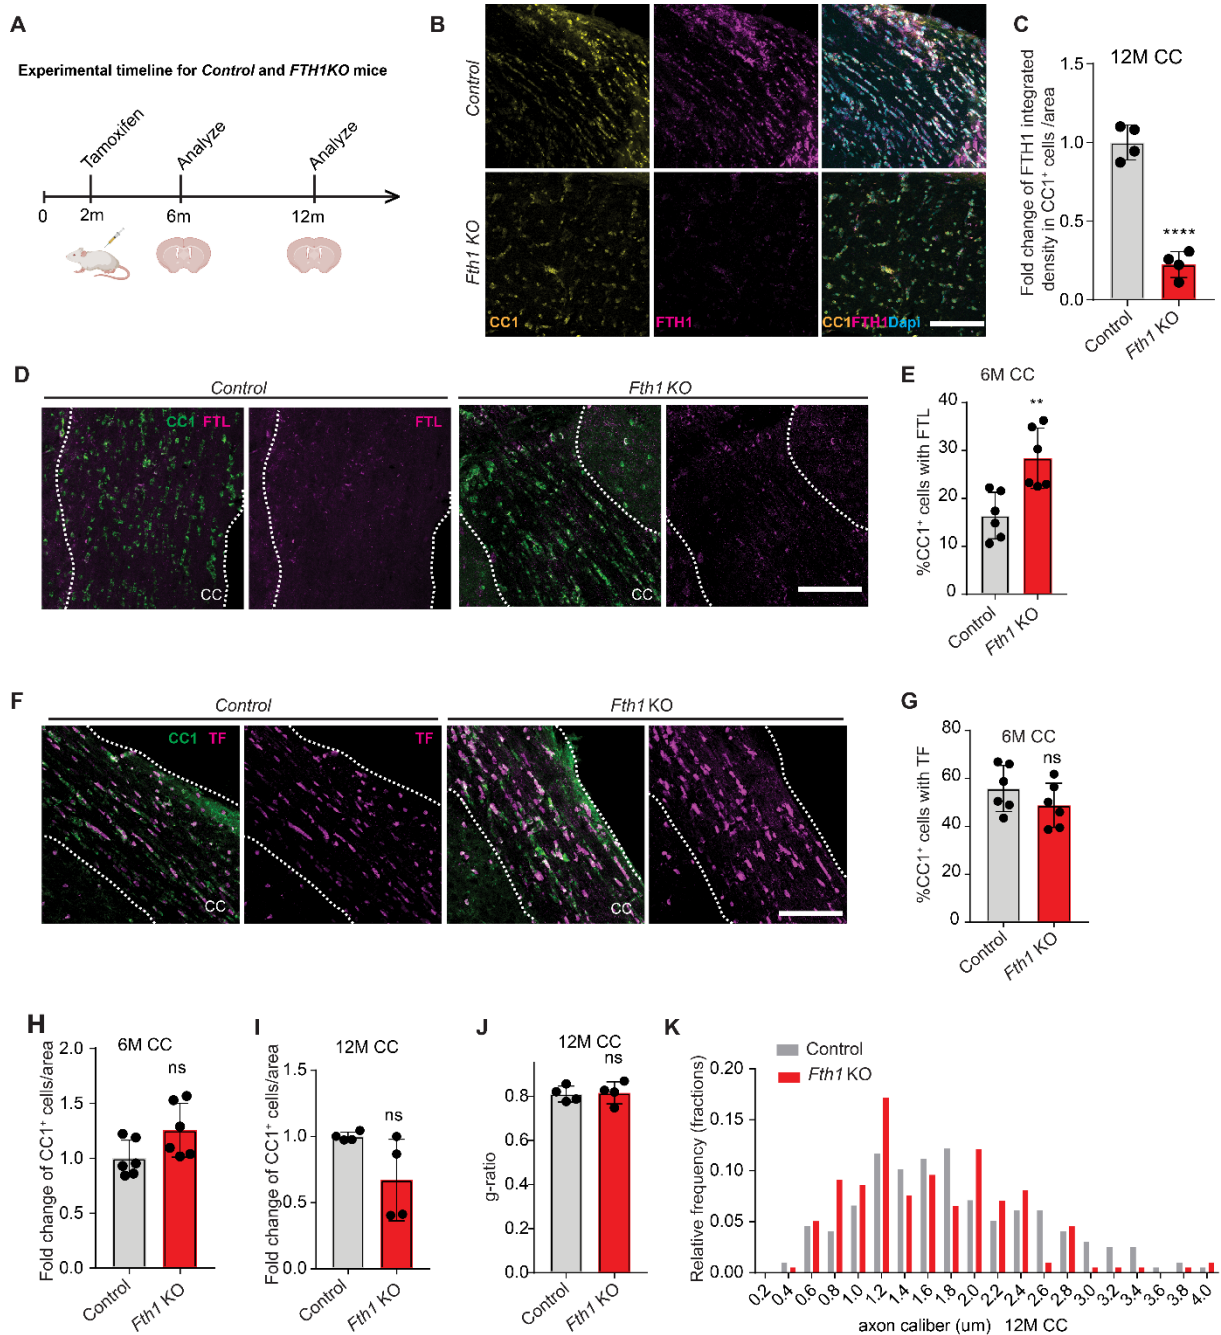 A
Experimental timeline for Control and FTH1KO mice
Tamoxifen
Analyze
Analyze
0
2m
6m
12m
B
Control
Fth1 KO
CC1
FTH1
CC1FTH1Dapi
C
12M CC
Fold change of FTH1 integrated
density in CC1+ cells /area
1.5
1.0
0.5
0.0
****
Control
Fth1 KO
D
Control
Fth1 KO
CC1 FTL
FTL
CC
CC
E
6M CC
%CC1+ cells with FTL
40
30
20
10
0
**
Control
Fth1 KO
F
Control
Fth1 KO
CC1 TF
TF
CC
CC
G
6M CC
%CC1+ cells with TF
80
60
40
20
0
ns
Control
Fth1 KO
H
6M CC
Fold change of CC1+ cells/area
2.0
1.5
1.0
0.5
0.0
ns
Control
Fth1 KO
I
12M CC
Fold change of CC1+ cells/area
1.5
1.0
0.5
0.0
ns
Control
Fth1 KO
J
12M CC
g-ratio
0.8
0.6
0.4
0.2
0.0
ns
Control
Fth1 KO
K
Control
Fth1 KO
Relative frequency (fractions)
0.20
0.15
0.10
0.05
0.00
0.2 0.4 0.6 0.8 1.0 1.2 1.4 1.6 1.8 2.0 2.2 2.4 2.6 2.8 3.0 3.2 3.4 3.6 3.8 4.0
axon caliber (um) 12M CC